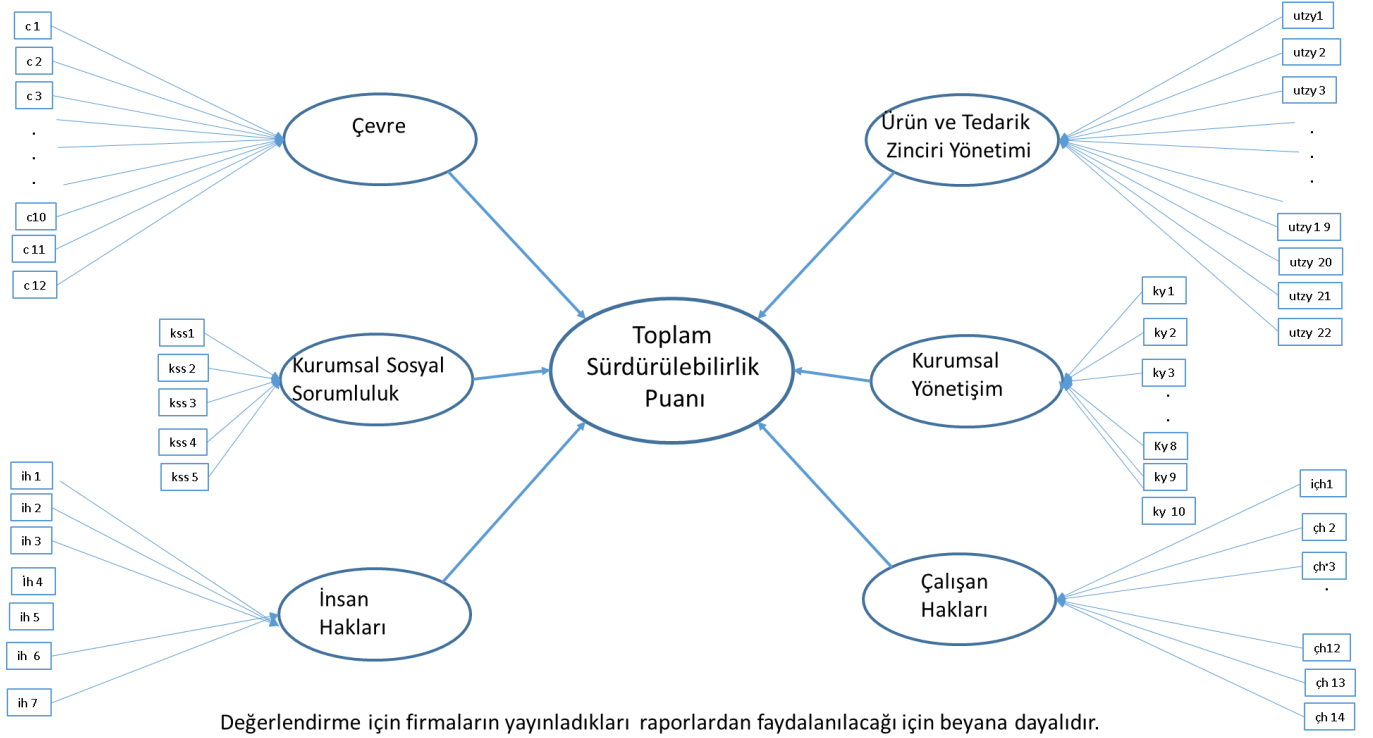 c 1
c 2
c 3
.
.
.
c10
c 11
c 12
Çevre
kss1
kss 2
kss 3
kss 4
kss 5
Kurumsal Sosyal
Sorumluluk
ih 1
ih 2
ih 3
İh 4
ih 5
ih 6
ih 7
İnsan
Hakları
Toplam
Sürdürülebilirlik
Puanı
Ürün ve Tedarik
Zinciri Yönetimi
utzy1
utzy 2
utzy 3
.
.
.
utzy 1 9
utzy 20
utzy 21
utzy 22
Kurumsal
Yönetişim
ky 1
ky 2
ky 3
.
.
Ky 8
ky 9
ky 10
Çalışan
Hakları
içh1
çh 2
çh3
.
çh12
çh 13
çh 14
Değerlendirme için firmaların yayınladıkları raporlardan faydalanılacağı için beyana dayalıdır.